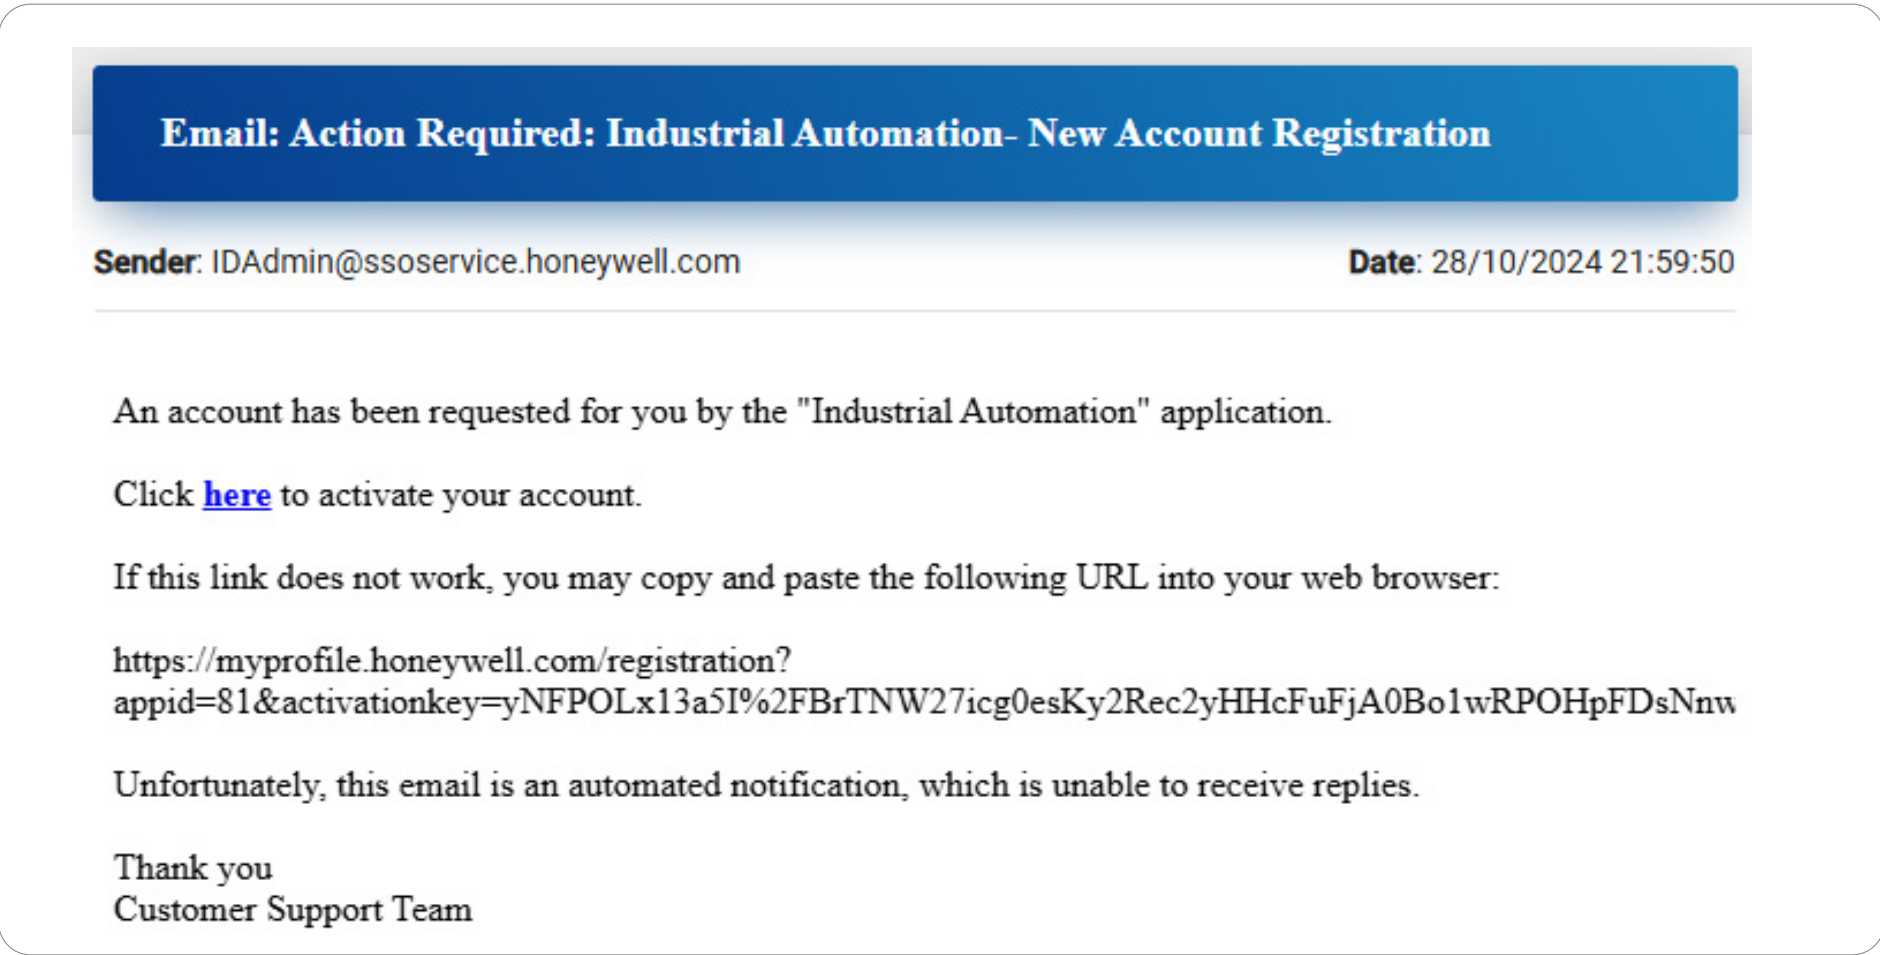 Email: Action Required: Industrial Automation- New Account Registration
Sender: IDAdmin@ssoservice.honeywell.com
Date: 28/10/2024 21:59:50
An account has been requested for you by the "Industrial Automation" application.
Click here to activate your account.
If this link does not work, you may copy and paste the following URL into your web browser:
https://myprofile.honeywell.com/registration?
appid=81&activationkey=yNFPOLx13a5I%2FBrTNW27icg0esKy2Rec2yHHcFuFjA0Bo1wRPOHpFDsNnw
Unfortunately, this email is an automated notification, which is unable to receive replies.
Thank you
Customer Support Team